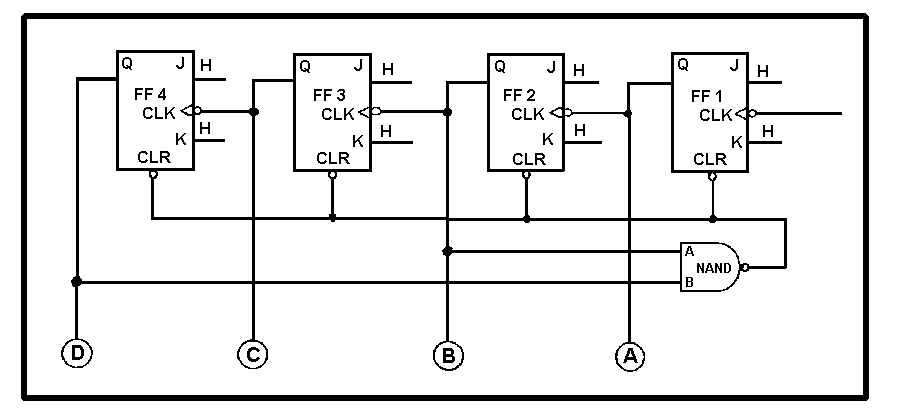 Q J H Q J H Q J H Q J H
FF 4 FF 3 FF 2 FF 1
CLK CLK CLK CLK
K H K H K H K H
CLR CLR CLR CLR
A
NAND
B
D C B A